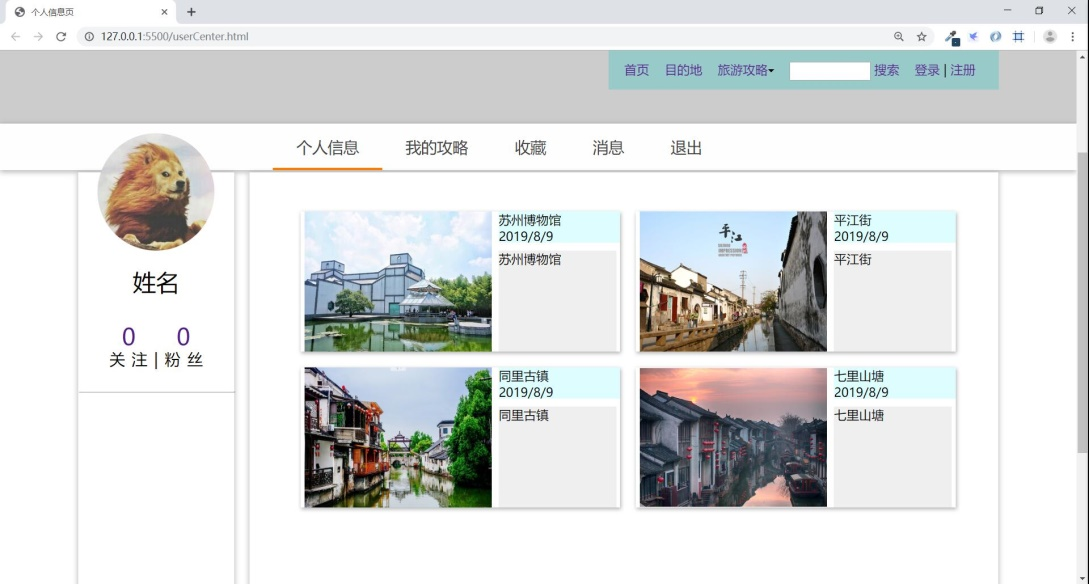 个人信息页
127.0.0.1:5500/userCenter.html
首页 目的地 旅游攻略 搜索 登录 | 注册
个人信息 我的攻略 收藏 消息 退出
姓名
0 0
关 注 | 粉 丝
苏州博物馆
2019/8/9
苏州博物馆
平江
平江街
2019/8/9
平江街
同里古镇
2019/8/9
同里古镇
七里山塘
2019/8/9
七里山塘